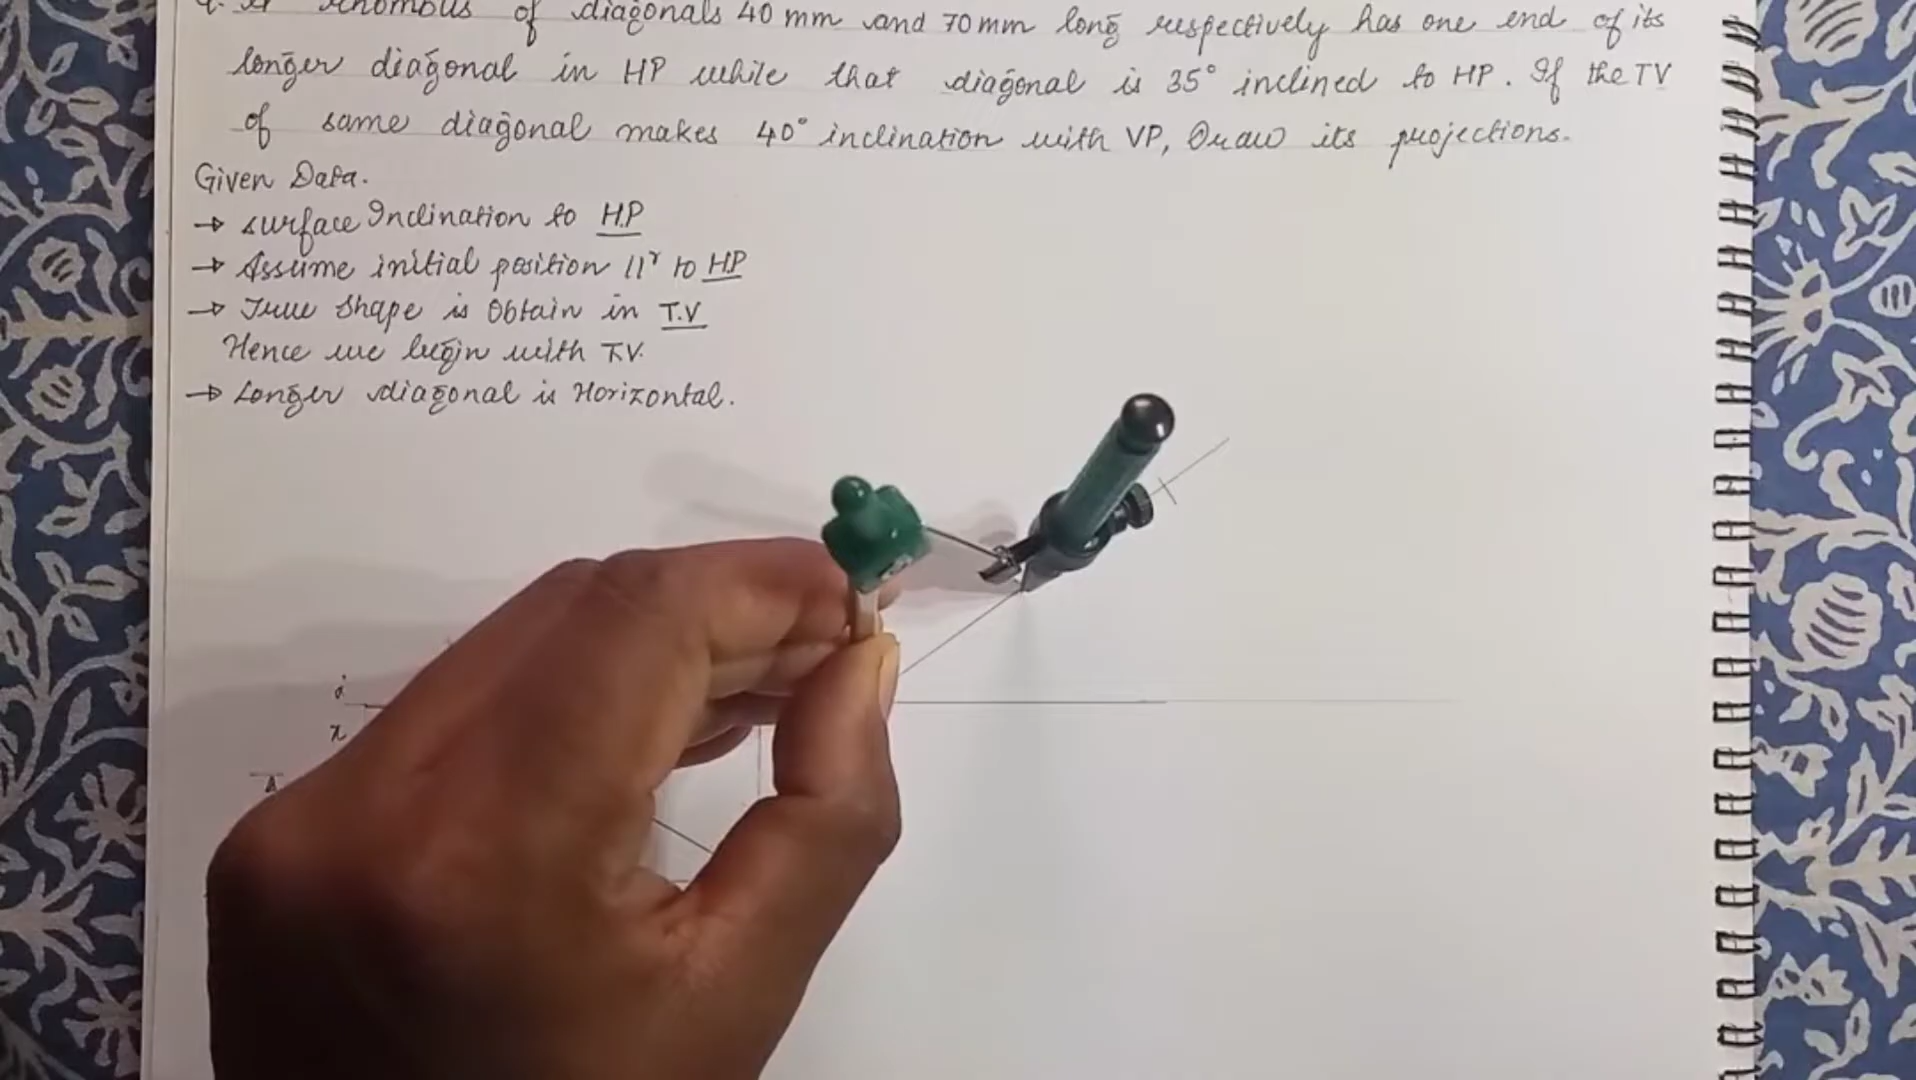 of diagonals 40 mm and 70 mm long respectively has one end of its
longer diagonal in HP while that diagonal is 35° inclined to HP. If the TV
of same diagonal makes 40° inclination with VP, Draw its projections.
Given Data.
→ surface Inclination to HP
→ Assume initial position 11r to HP
→ True shape is Obtain in T.V
Hence we begin with T.V.
→ Longer diagonal is Horizontal.
x